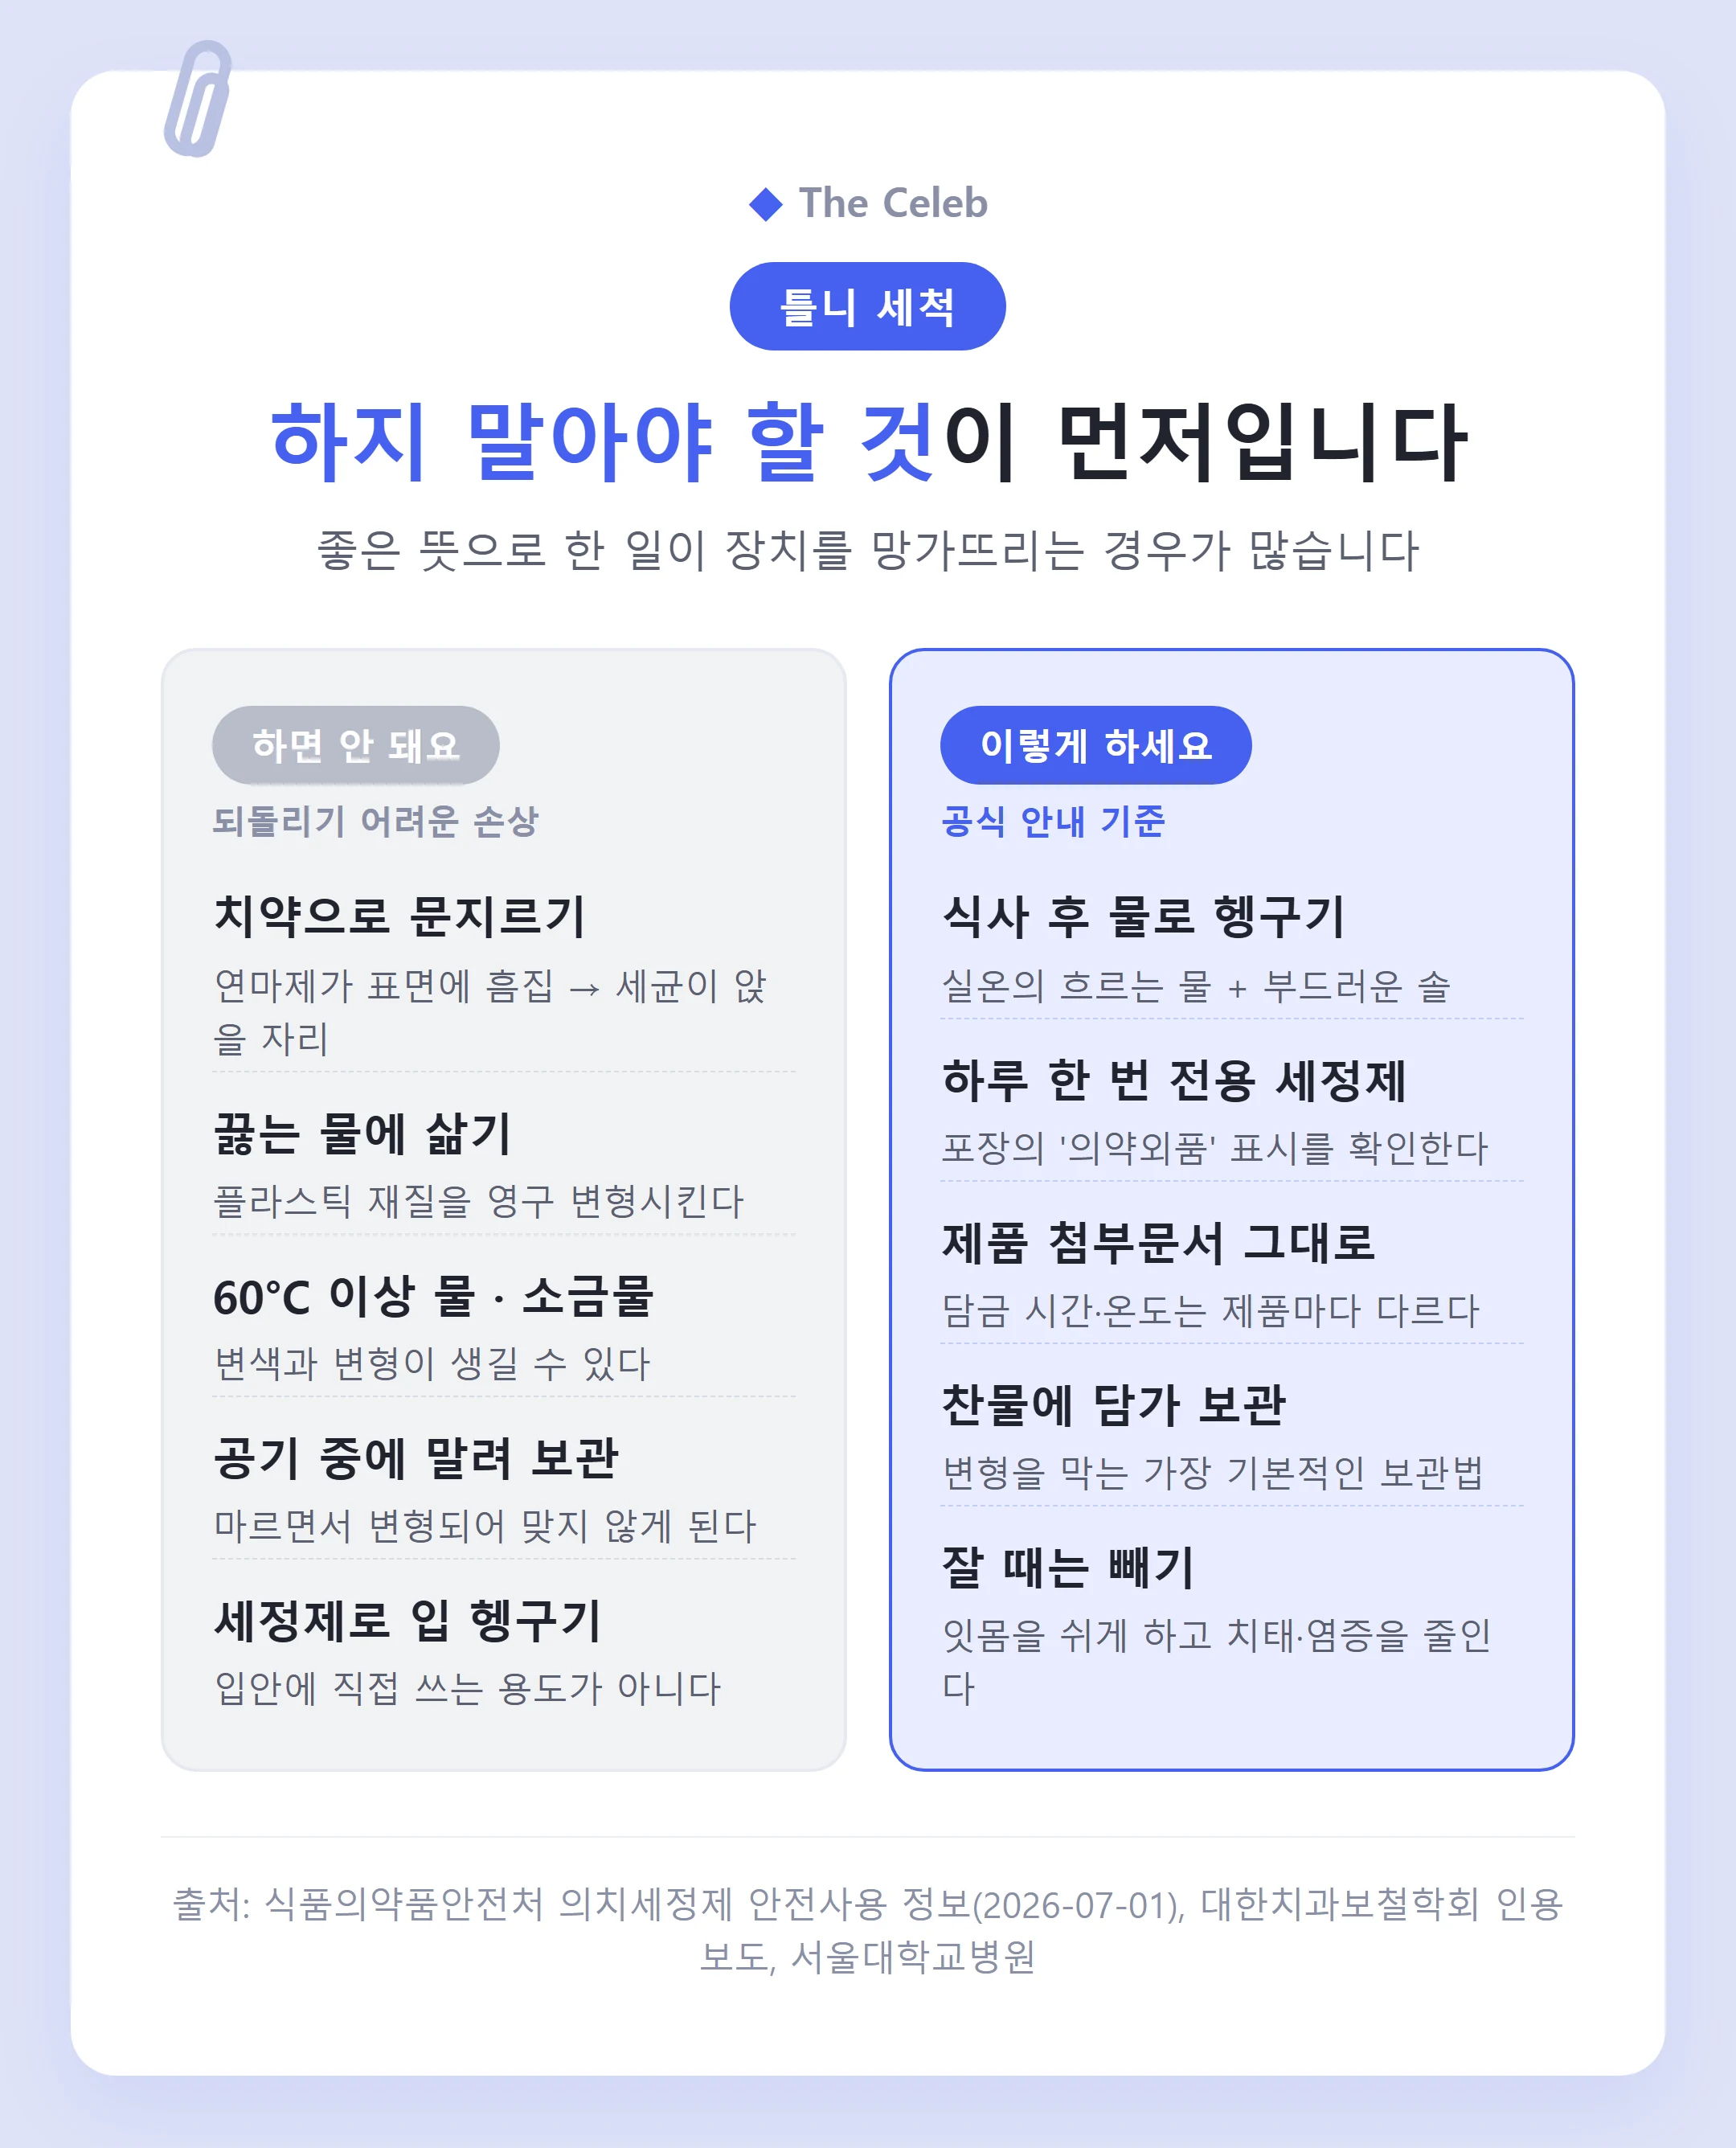 The Celeb
틀니 세척
하지 말아야 할 것이 먼저입니다
좋은 뜻으로 한 일이 장치를 망가뜨리는 경우가 많습니다
하면 안 돼요
되돌리기 어려운 손상
치약으로 문지르기
연마제가 표면에 흠집 → 세균이 앉
을 자리
끓는 물에 삶기
플라스틱 재질을 영구 변형시킨다
60°C 이상 물 · 소금물
변색과 변형이 생길 수 있다
공기 중에 말려 보관
마르면서 변형되어 맞지 않게 된다
세정제로 입 헹구기
입안에 직접 쓰는 용도가 아니다
이렇게 하세요
공식 안내 기준
식사 후 물로 헹구기
실온의 흐르는 물 + 부드러운 솔
하루 한 번 전용 세정제
포장의 '의약외품' 표시를 확인한다
제품 첨부문서 그대로
담금 시간·온도는 제품마다 다르다
찬물에 담가 보관
변형을 막는 가장 기본적인 보관법
잘 때는 빼기
잇몸을 쉬게 하고 치태·염증을 줄인
다
출처: 식품의약품안전처 의치세정제 안전사용 정보(2026-07-01), 대한치과보철학회 인용
보도, 서울대학교병원